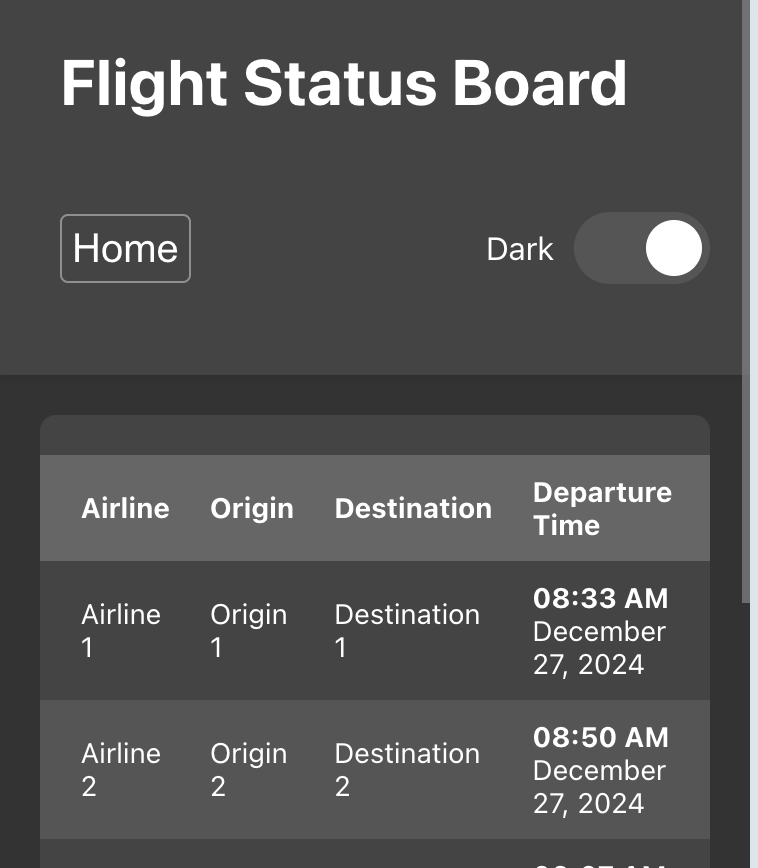 Flight Status Board
Home
Dark
Airline Origin Destination Departure
Time
Airline Origin Destination 08:33 AM
1 1 1 December
27, 2024
Airline Origin Destination 08:50 AM
2 2 2 December
27, 2024